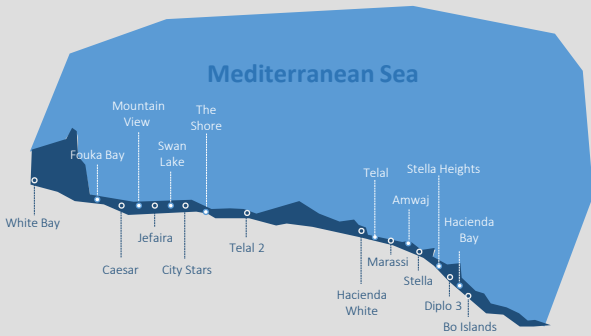 Mediterranean Sea
Mountain
View
The
Shore
Fouka Bay
Swan
Lake
Telal
Stella Heights
Amwaj
Hacienda
Bay
White Bay
Jefaira
Telal 2
Caesar
City Stars
Marassi
Stella
Hacienda
White
Diplo 3
Bo Islands